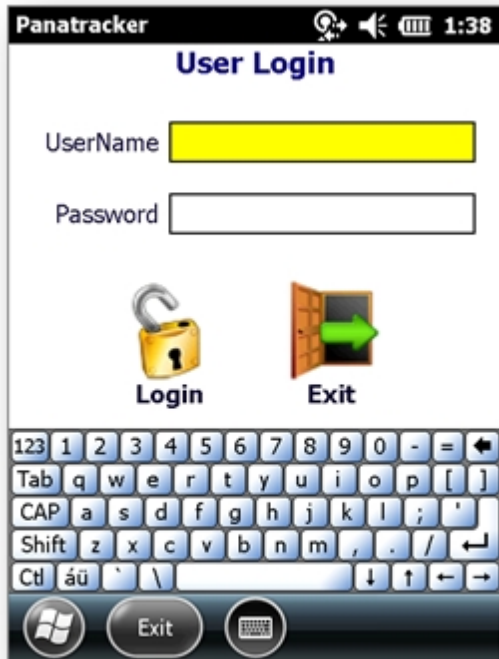 Panatracker 1:38
User Login
UserName
Password
Login Exit
123 1 2 3 4 5 6 7 8 9 0 - =
Tab q w e r t y u i o p [ ]
CAP a s d f g h j k l ; '
Shift z x c v b n m , . /
Ctl áü ` \
Exit